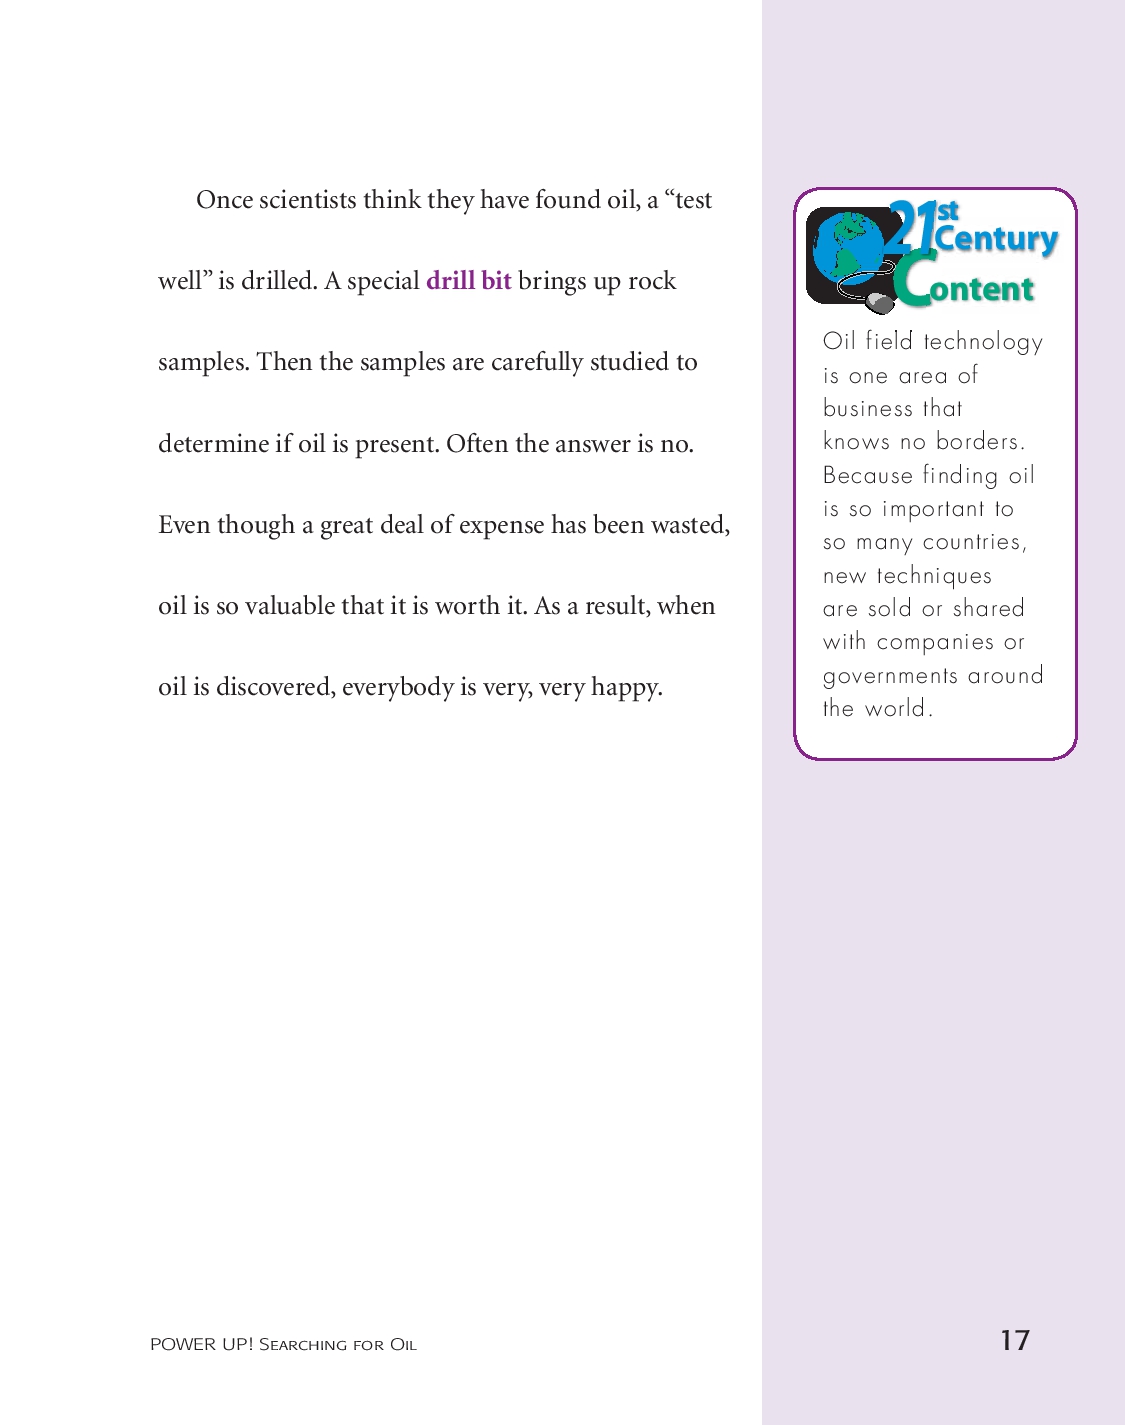 Once scientists think they have found oil, a “test
well” is drilled. A special drill bit brings up rock
samples. Then the samples are carefully studied to
determine if oil is present. Often the answer is no.
Even though a great deal of expense has been wasted,
oil is so valuable that it is worth it. As a result, when
oil is discovered, everybody is very, very happy.
21st
Century
Content
Oil field technology
is one area of
business that
knows no borders.
Because finding oil
is so important to
so many countries,
new techniques
are sold or shared
with companies or
governments around
the world.
POWER UP! Searching for Oil
17